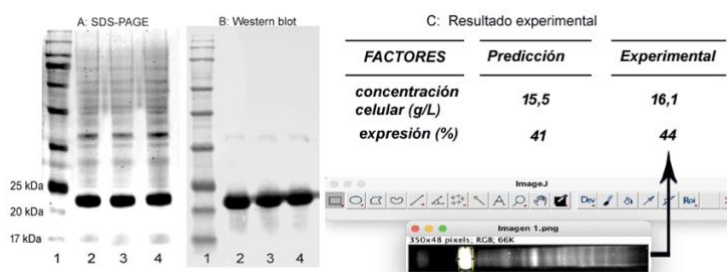 A: SDS-PAGE
B: Western blot
C: Resultado experimental
FACTORES Predicción Experimental
concentración celular (g/L) 15,5 16,1
expresión (%) 41 44
25 kDa
20 kDa
17 kDa
1 2 3 4
1 2 3 4
ImageJ
A Dev Rol
Imagen 1.png
350x48 pixels; RGB; 66K